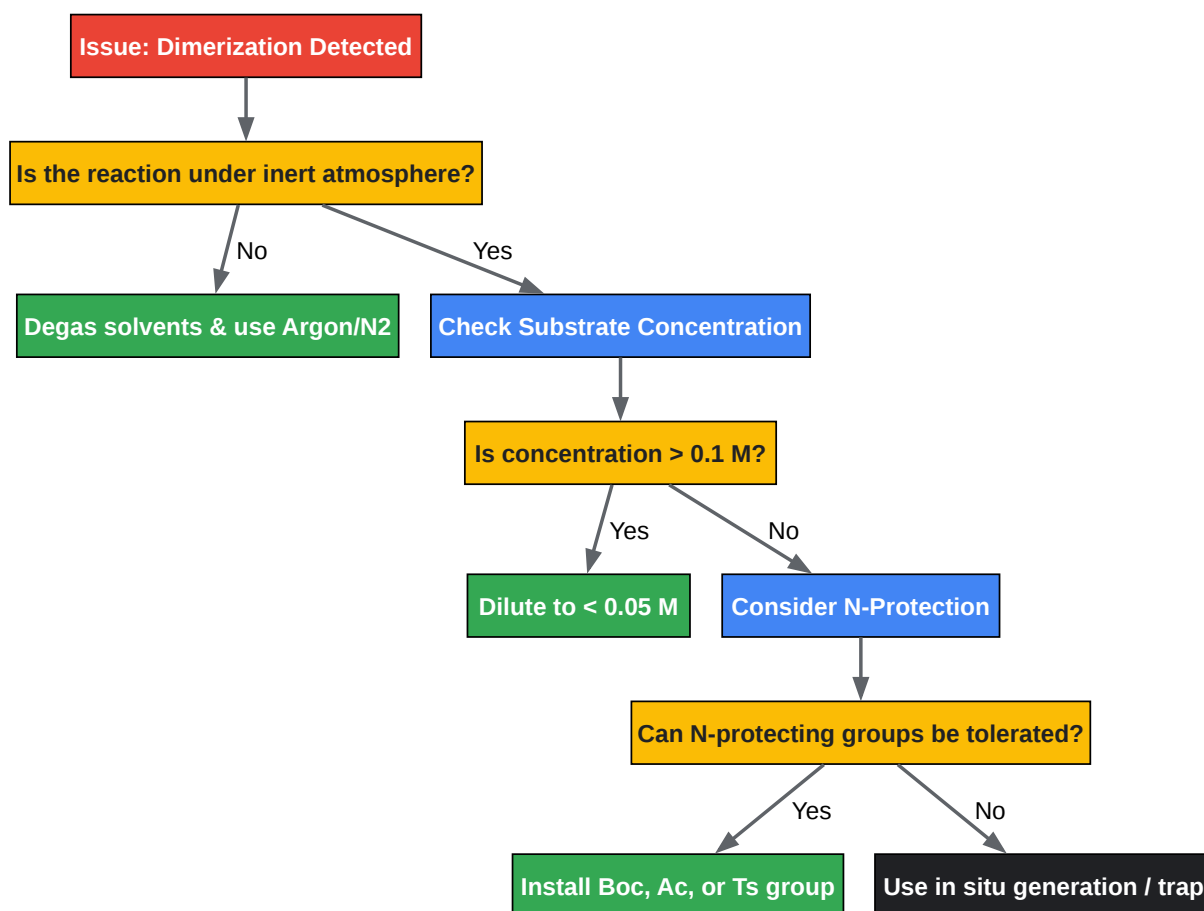 Issue: Dimerization Detected
Is the reaction under inert atmosphere?
No
Yes
Degas solvents & use Argon/N2
Check Substrate Concentration
Is concentration > 0.1 M?
Yes
No
Dilute to < 0.05 M
Consider N-Protection
Can N-protecting groups be tolerated?
Yes
No
Install Boc, Ac, or Ts group
Use in situ generation / trap